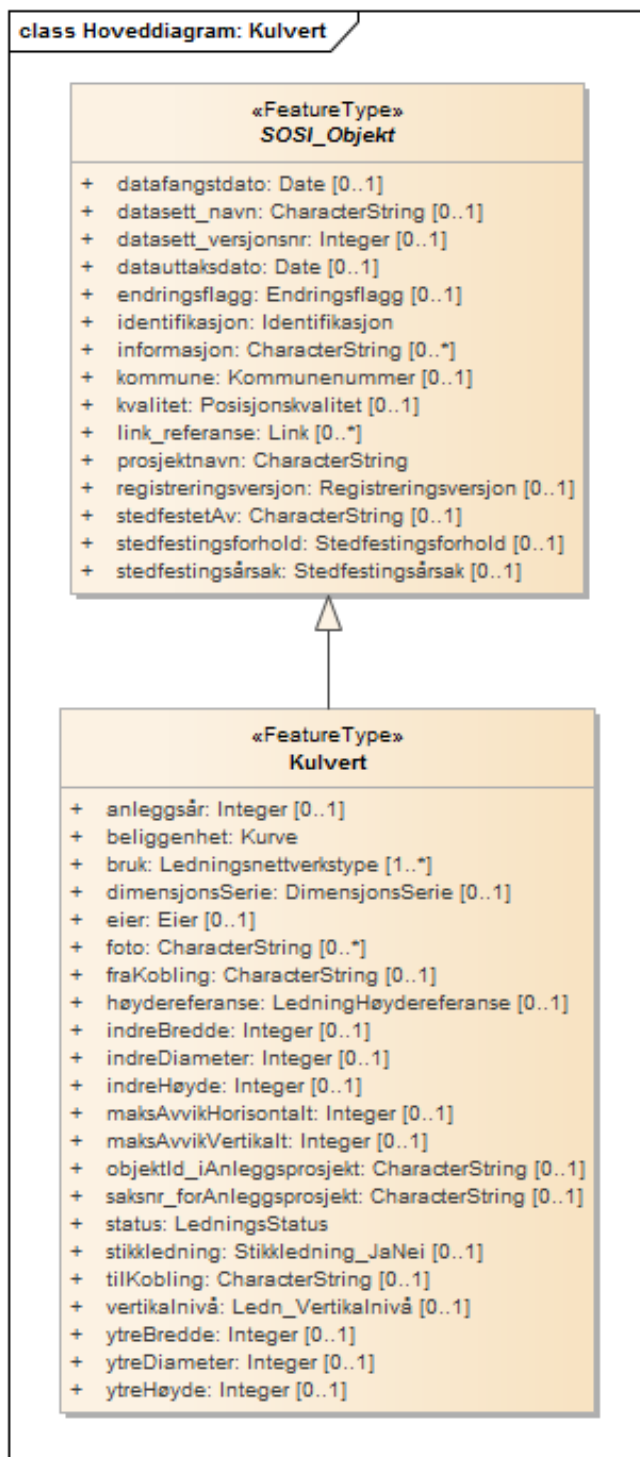 class Hoveddiagram: Kulvert
«FeatureType»
SOSI_Objekt
+ datafangstdato: Date [0..1]
+ datasett_navn: CharacterString [0..1]
+ datasett_versjonsnr: Integer [0..1]
+ datauttaksdato: Date [0..1]
+ endringsflagg: Endringsflagg [0..1]
+ identifikasjon: Identifikasjon
+ informasjon: CharacterString [0..*]
+ kommune: Kommunenummer [0..1]
+ kvalitet: Posisjonskvalitet [0..1]
+ link_referanse: Link [0..*]
+ prosjektnavn: CharacterString
+ registreringsversjon: Registreringsversjon [0..1]
+ stedfestetAv: CharacterString [0..1]
+ stedfestingsforhold: Stedfestingsforhold [0..1]
+ stedfestingsårsak: Stedfestingsårsak [0..1]
«FeatureType»
Kulvert
+ anleggsår: Integer [0..1]
+ beliggenhet: Kurve
+ bruk: Ledningsnettverkstype [1..*]
+ dimensjonsSerie: DimensjonsSerie [0..1]
+ eier: Eier [0..1]
+ foto: CharacterString [0..*]
+ fraKobling: CharacterString [0..1]
+ høydereferanse: LedningHøydereferanse [0..1]
+ indreBredde: Integer [0..1]
+ indreDiameter: Integer [0..1]
+ indreHøyde: Integer [0..1]
+ maksAvvikHorisontalt: Integer [0..1]
+ maksAvvikVertikalt: Integer [0..1]
+ objektId_iAnleggsprosjekt: CharacterString [0..1]
+ saksnr_forAnleggsprosjekt: CharacterString [0..1]
+ status: LedningsStatus
+ stikkledning: Stikkledning_JaNei [0..1]
+ tilKobling: CharacterString [0..1]
+ vertikalnivå: Ledn_Vertikalnivå [0..1]
+ ytreBredde: Integer [0..1]
+ ytreDiameter: Integer [0..1]
+ ytreHøyde: Integer [0..1]